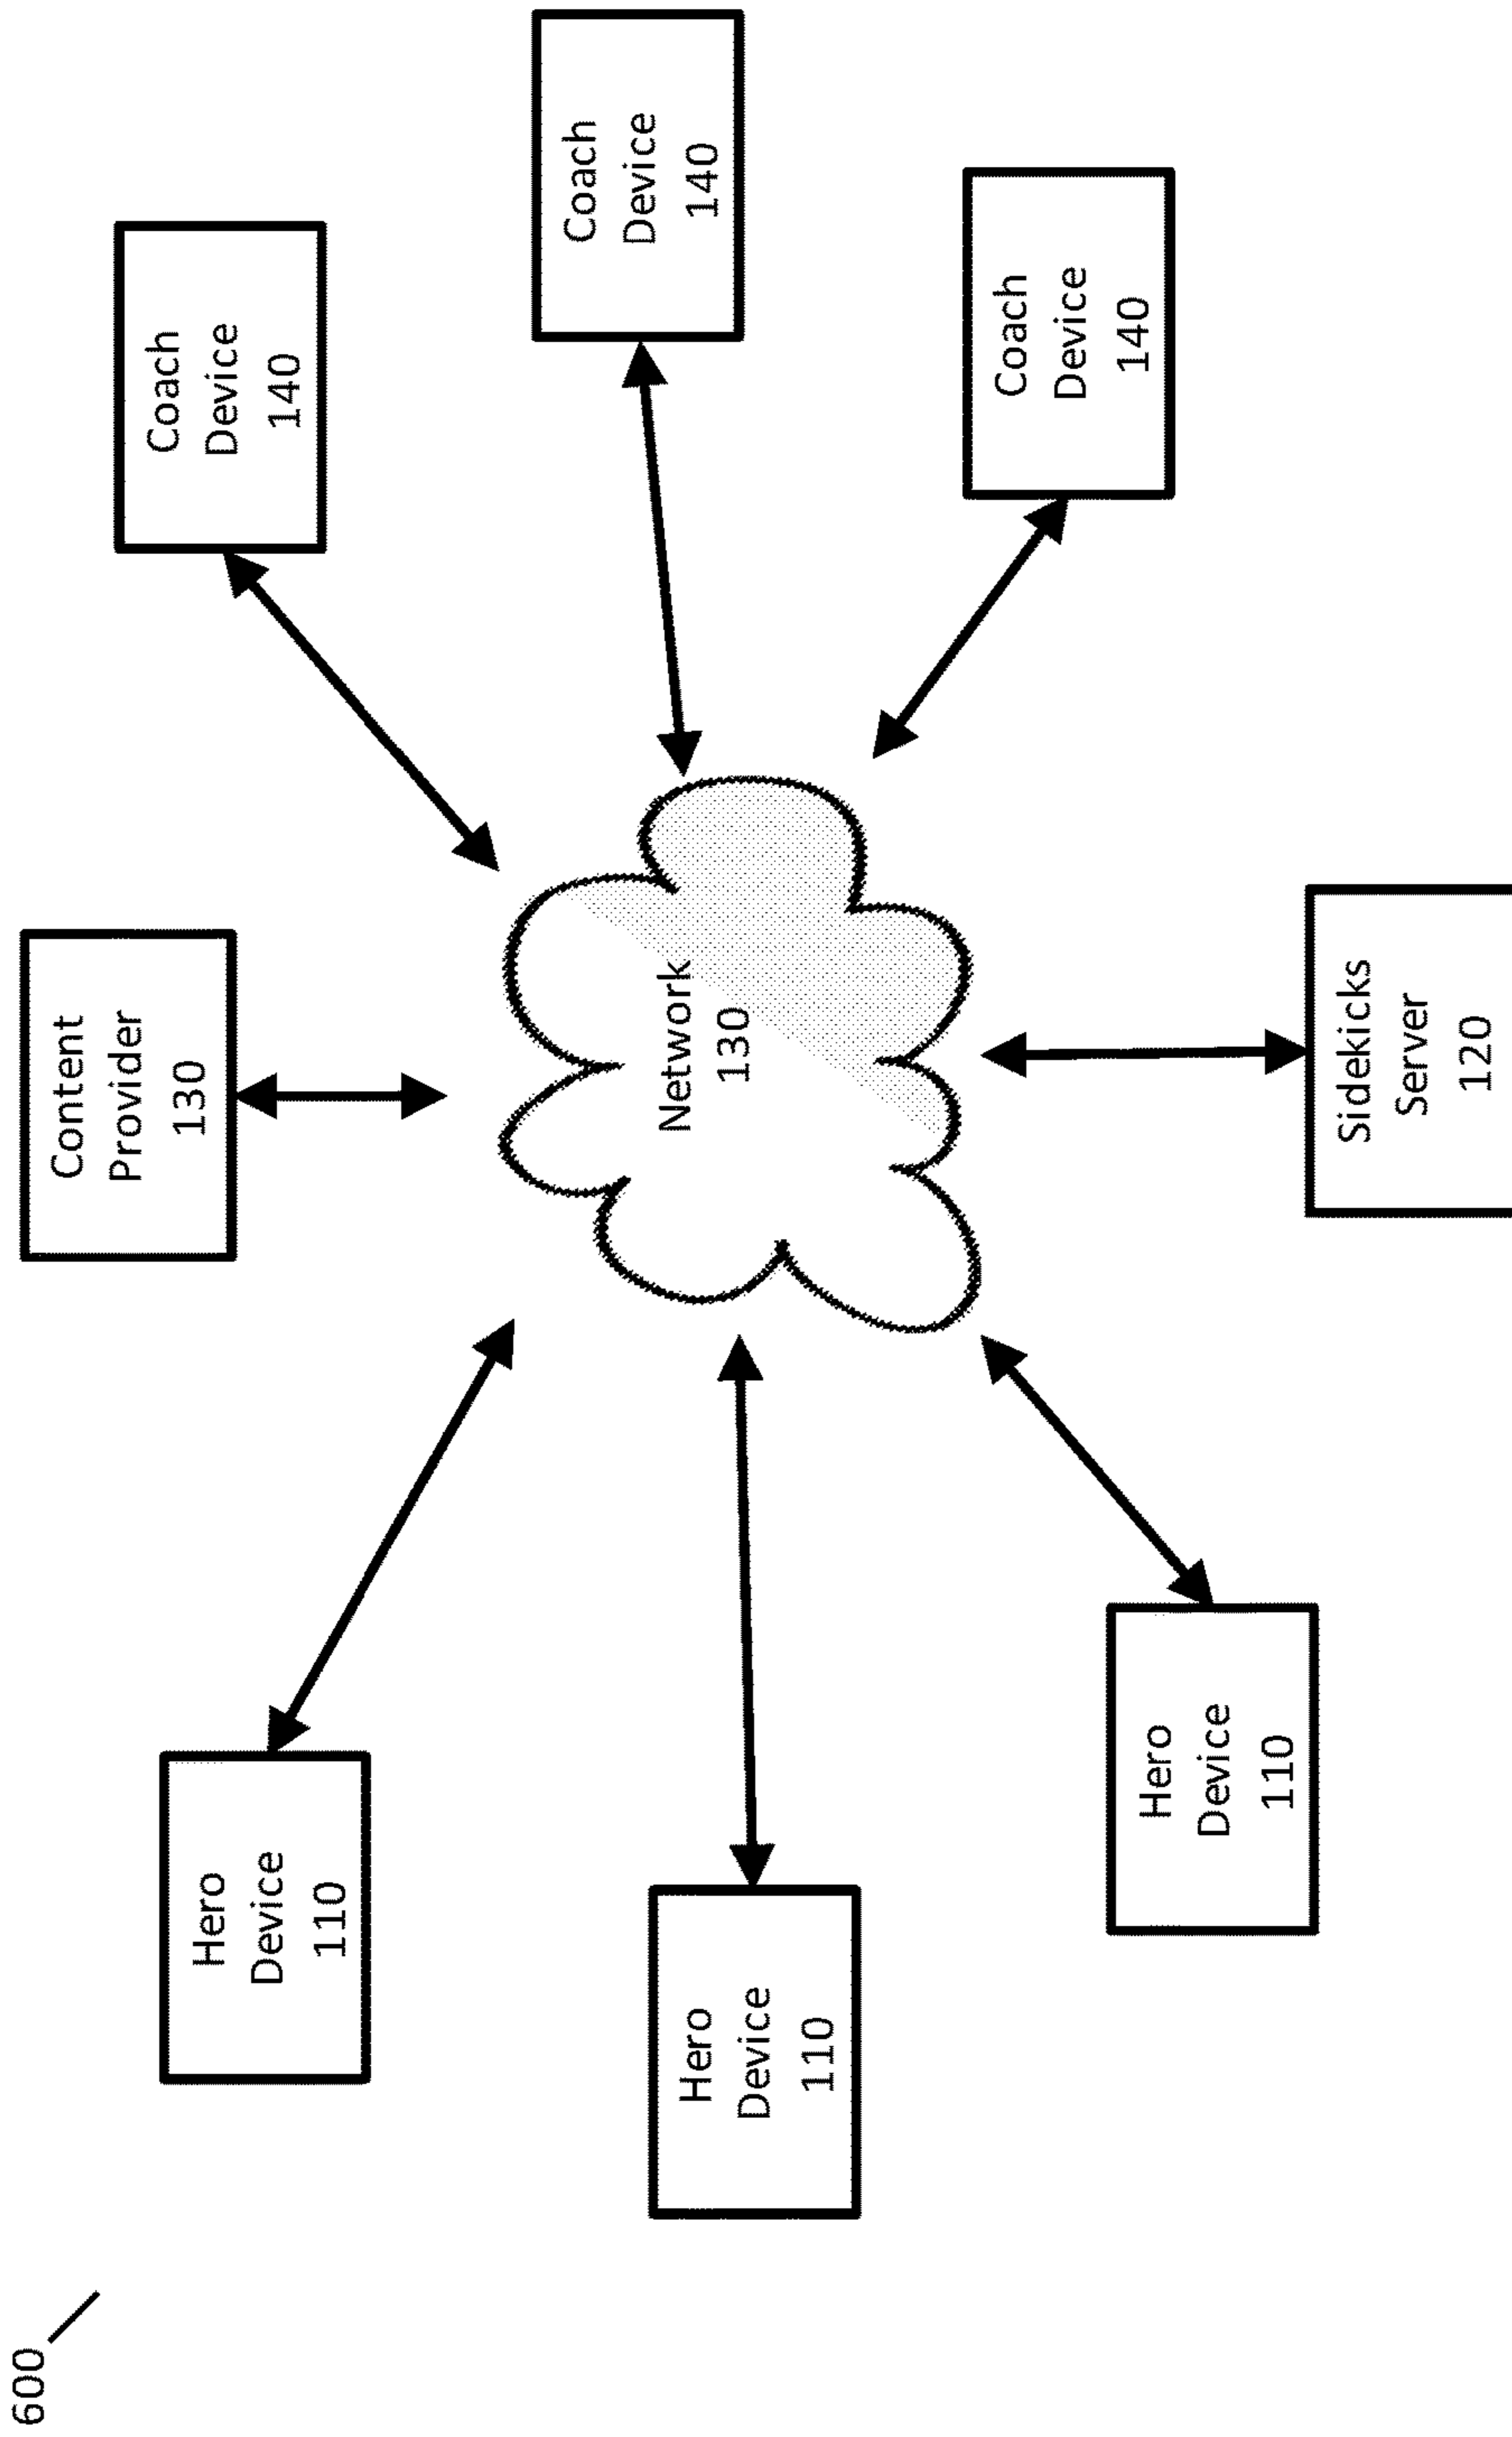 600
Hero
Device
110
Hero
Device
110
Hero
Device
110
Content
Provider
130
Network
130
Sidekicks
Server
120
Coach
Device
140
Coach
Device
140
Coach
Device
140